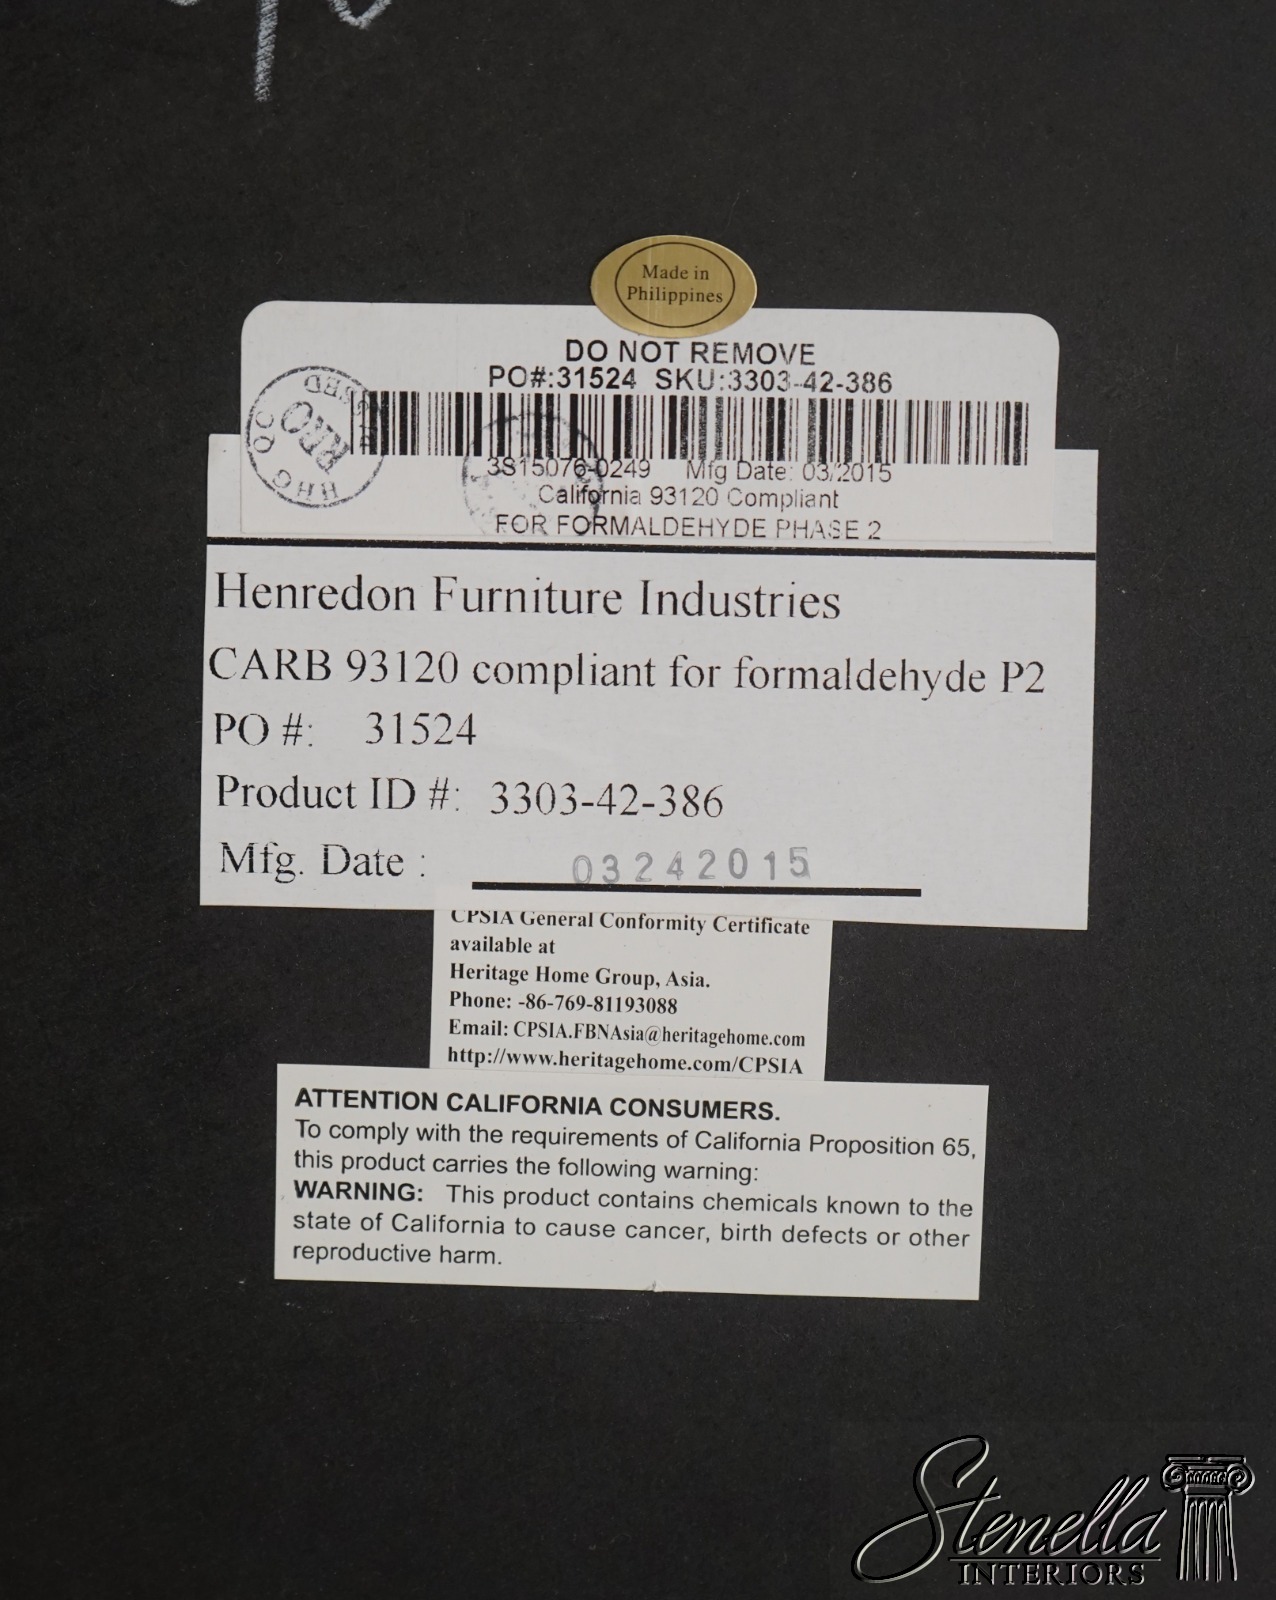 Made in
Philippines
DO NOT REMOVE
PO#:31524 SKU:3303-42-386
HHG QC
RHO
3S15076-0249 Mfg Date: 03/2015
California 93120 Compliant
FOR FORMALDEHYDE PHASE 2
Henredon Furniture Industries
CARB 93120 compliant for formaldehyde P2
PO #: 31524
Product ID #: 3303-42-386
Mfg. Date : 03242015
CPSIA General Conformity Certificate
available at
Heritage Home Group, Asia.
Phone: -86-769-81193088
Email: CPSIA.FBNAsia@heritagehome.com
http://www.heritagehome.com/CPSIA
ATTENTION CALIFORNIA CONSUMERS.
To comply with the requirements of California Proposition 65,
this product carries the following warning:
WARNING: This product contains chemicals known to the
state of California to cause cancer, birth defects or other
reproductive harm.
Stenella
INTERIORS